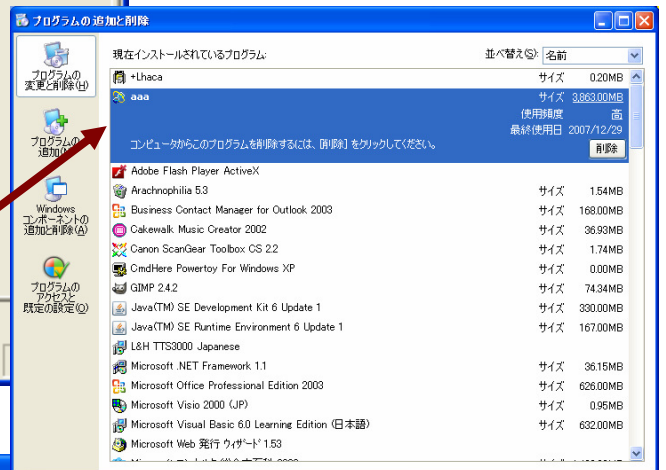 プログラムの追加と削除
プログラムの
変更と削除(H)
プログラムの
追加(N)
Windows
コンポーネントの
追加と削除(A)
プログラムの
アクセスと
既定の設定(O)
現在インストールされているプログラム:
並べ替え(S): 名前
+Lhaca サイズ 0.20MB
aaa サイズ 3,863.00MB
使用頻度 高
最終使用日 2007/12/29
コンピュータからこのプログラムを削除するには、[削除] をクリックしてください。
削除
Adobe Flash Player ActiveX
Arachnophilia 5.3 サイズ 1.54MB
Business Contact Manager for Outlook 2003 サイズ 168.00MB
Cakewalk Music Creator 2002 サイズ 36.93MB
Canon ScanGear Toolbox CS 2.2 サイズ 1.74MB
CmdHere Powertoy For Windows XP サイズ 0.00MB
GIMP 2.4.2 サイズ 74.34MB
Java(TM) SE Development Kit 6 Update 1 サイズ 330.00MB
Java(TM) SE Runtime Environment 6 Update 1 サイズ 167.00MB
L&H TTS3000 Japanese
Microsoft .NET Framework 1.1 サイズ 36.15MB
Microsoft Office Professional Edition 2003 サイズ 626.00MB
Microsoft Visio 2000 (JP) サイズ 0.95MB
Microsoft Visual Basic 6.0 Learning Edition (日本語) サイズ 632.00MB
Microsoft Web 発行 ウィザード 1.53